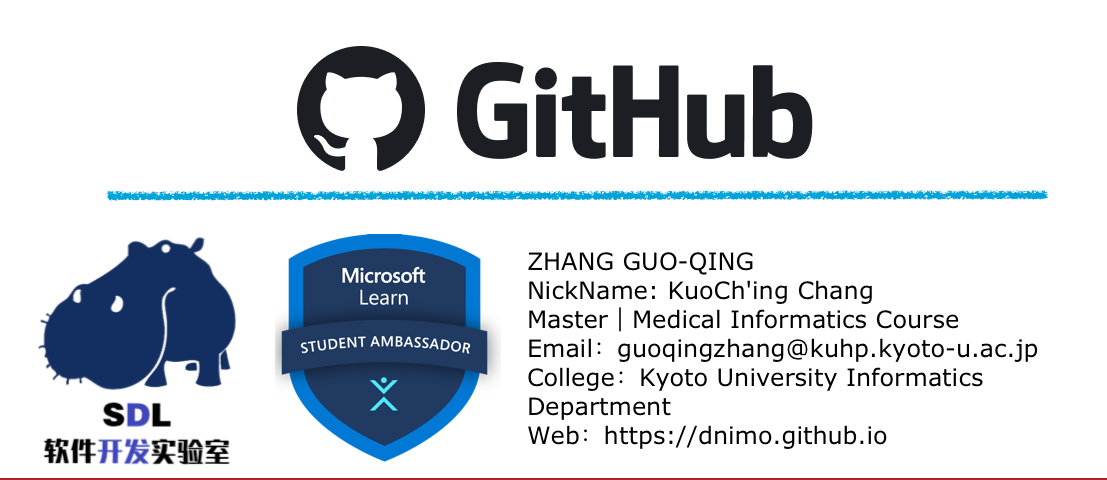 GitHub
SDL
软件开发实验室
Microsoft
Learn
STUDENT AMBASSADOR
ZHANG GUO-QING
NickName: KuoCh'ing Chang
Master | Medical Informatics Course
Email：guoqingzhang@kuhp.kyoto-u.ac.jp
College：Kyoto University Informatics
Department
Web：https://dnimo.github.io